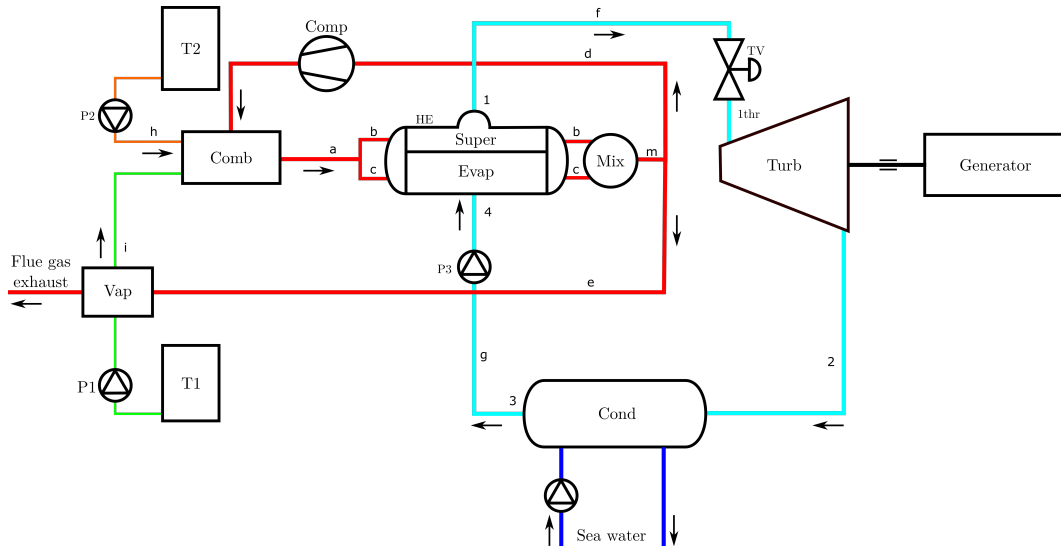 f
T2
Comp
TV
d
P2
1
1thr
h
HE
b
b
Super
Comb
a
Mix
m
Turb
Generator
c
Evap
c
4
i
Flue gas
exhaust
P3
Vap
e
g
P1
T1
2
3
Cond
Sea water